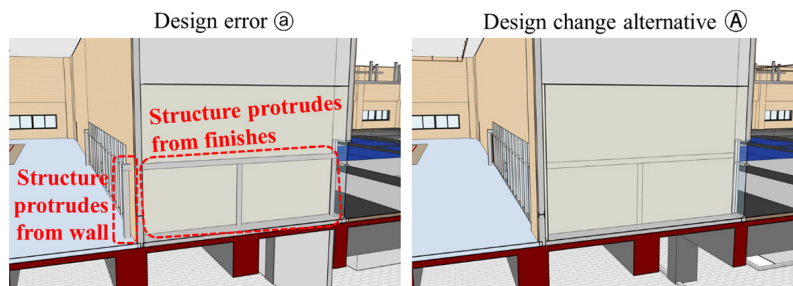 Design error ⓐ
Design change alternative Ⓐ
Structure protrudes
from finishes
Structure
protrudes
from wall